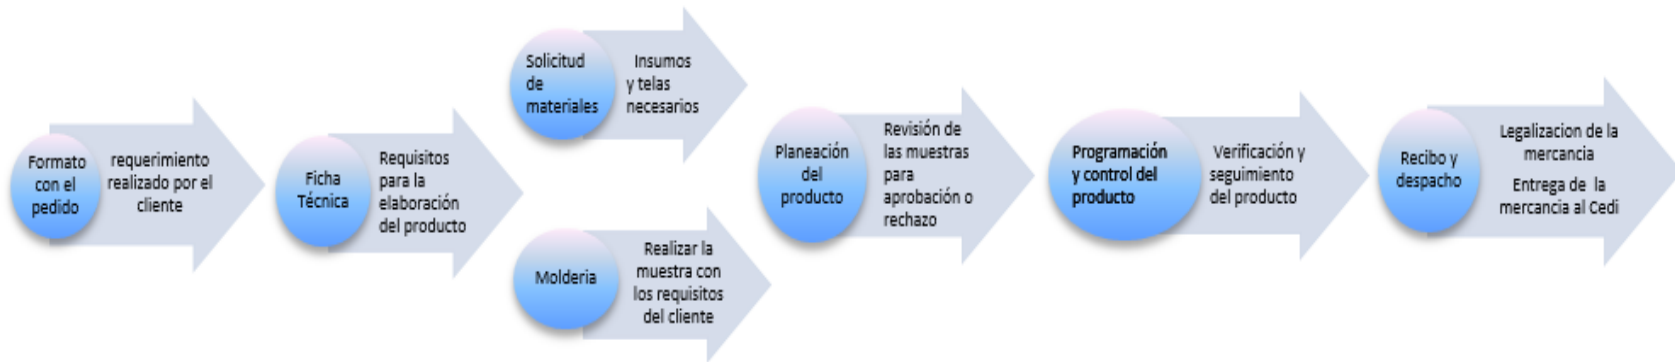 Formato
con el
pedido
requerimiento
realizado por el
cliente
Ficha
Técnica
Requisitos
para la
elaboración
del producto
Solicitud
de
materiales
Insumos
y telas
necesarios
Molderia
Realizar la
muestra con
los requisitos
del cliente
Planeación
del
producto
Revisión de
las muestras
para
aprobación o
rechazo
Programación
y control del
producto
Verificación y
seguimiento
del producto
Recibo y
despacho
Legalizacion de la
mercancia
Entrega de la
mercancia al Cedi